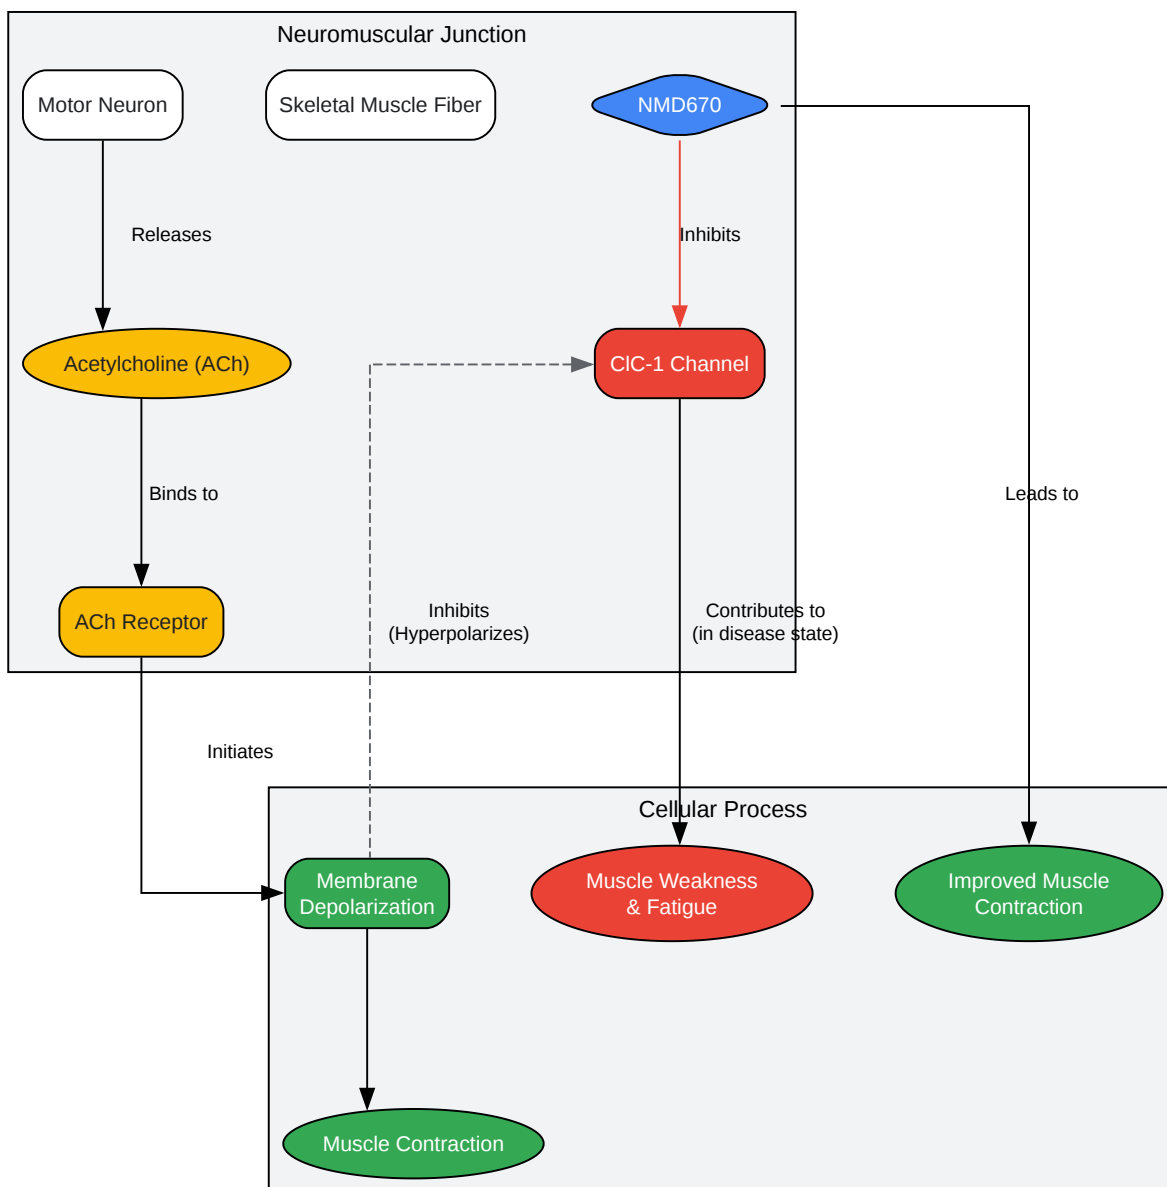 Neuromuscular Junction
Motor Neuron
Skeletal Muscle Fiber
NMD670
Releases
Inhibits
Acetylcholine (ACh)
ClC-1 Channel
Binds to
Leads to
ACh Receptor
Inhibits
(Hyperpolarizes)
Contributes to
(in disease state)
Initiates
Cellular Process
Membrane
Depolarization
Muscle Weakness
& Fatigue
Improved Muscle
Contraction
Muscle Contraction